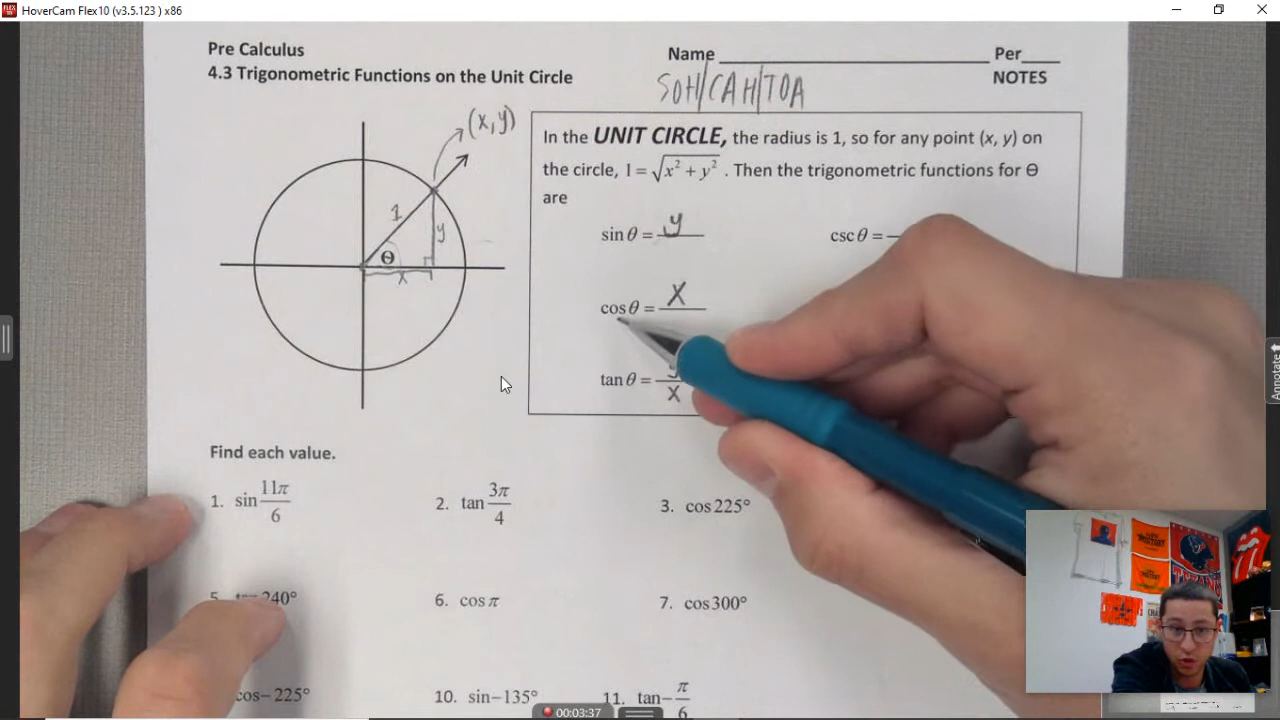 HoverCam Flex10 (v3.5.123 ) x86
Pre Calculus
Name ____________ Per____
4.3 Trigonometric Functions on the Unit Circle
NOTES
SOH/CAH/TOA
(x,y)
1
y
θ
x
In the UNIT CIRCLE, the radius is 1, so for any point (x, y) on
the circle, 1 = √(x² + y²) . Then the trigonometric functions for Θ
are
sin θ = y
csc θ =
cos θ = x
tan θ = y/x
Find each value.
1. sin 11π/6
2. tan 3π/4
3. cos 225°
5. 240°
6. cos π
7. cos 300°
cos− 225°
10. sin−135°
11. tan− π/6
Annotate
00:03:37